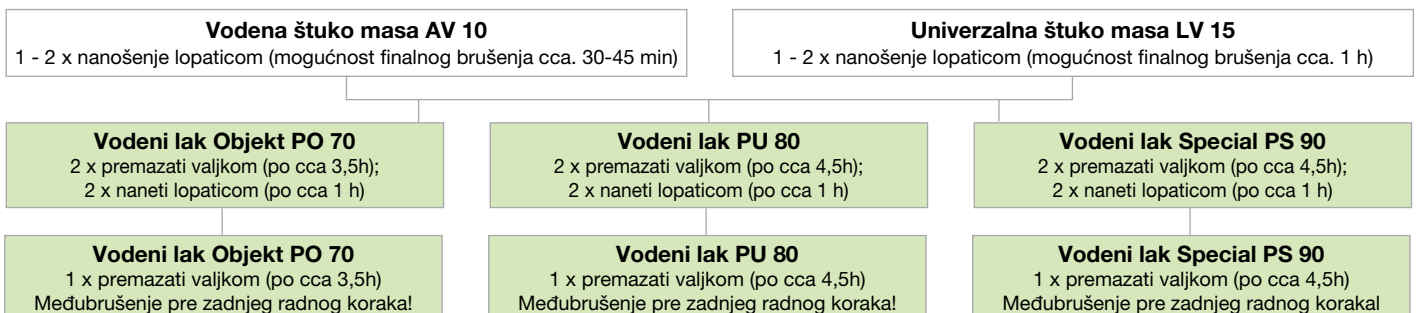 Vodena štuko masa AV 10
1 - 2 x nanošenje lopaticom (mogućnost finalnog brušenja cca. 30-45 min)
Univerzalna štuko masa LV 15
1 - 2 x nanošenje lopaticom (mogućnost finalnog brušenja cca. 1 h)
Vodeni lak Objekt PO 70
2 x premazati valjkom (po cca 3,5h);
2 x naneti lopaticom (po cca 1 h)
Vodeni lak PU 80
2 x premazati valjkom (po cca 4,5h);
2 x naneti lopaticom (po cca 1 h)
Vodeni lak Special PS 90
2 x premazati valjkom (po cca 4,5h);
2 x naneti lopaticom (po cca 1 h)
Vodeni lak Objekt PO 70
1 x premazati valjkom (po cca 3,5h)
Međubrušenje pre zadnjeg radnog koraka!
Vodeni lak PU 80
1 x premazati valjkom (po cca 4,5h)
Međubrušenje pre zadnjeg radnog koraka!
Vodeni lak Special PS 90
1 x premazati valjkom (po cca 4,5h)
Međubrušenje pre zadnjeg radnog korakal